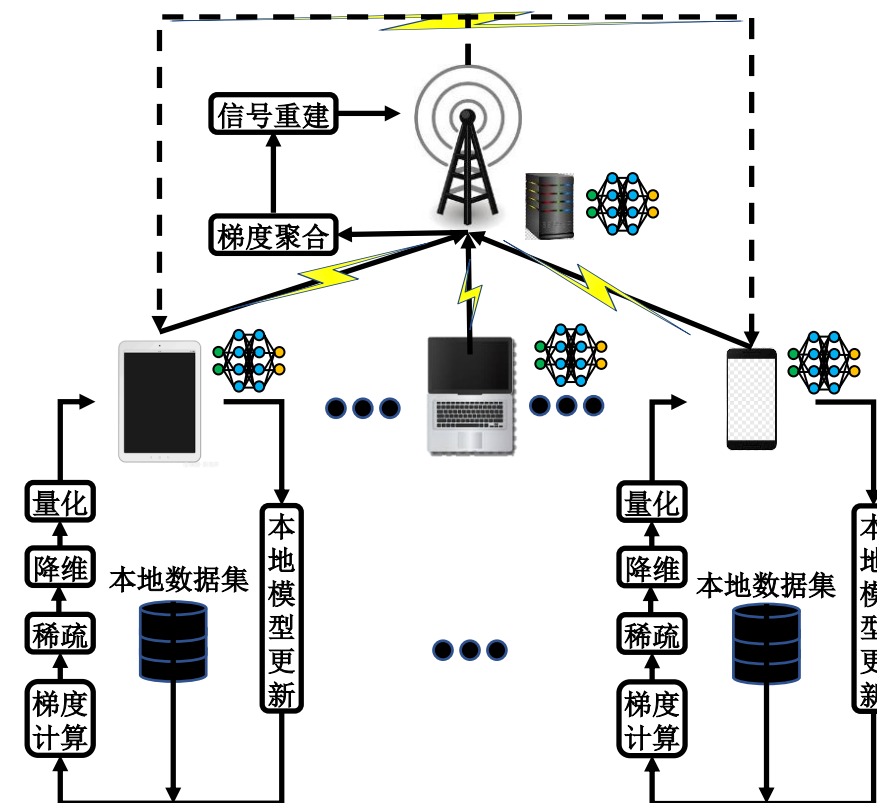 信号重建
梯度聚合
量化
降维
稀疏
梯度
计算
本地数据集
本地模型更新
量化
降维
稀疏
梯度
计算
本地数据集
本地模型更新